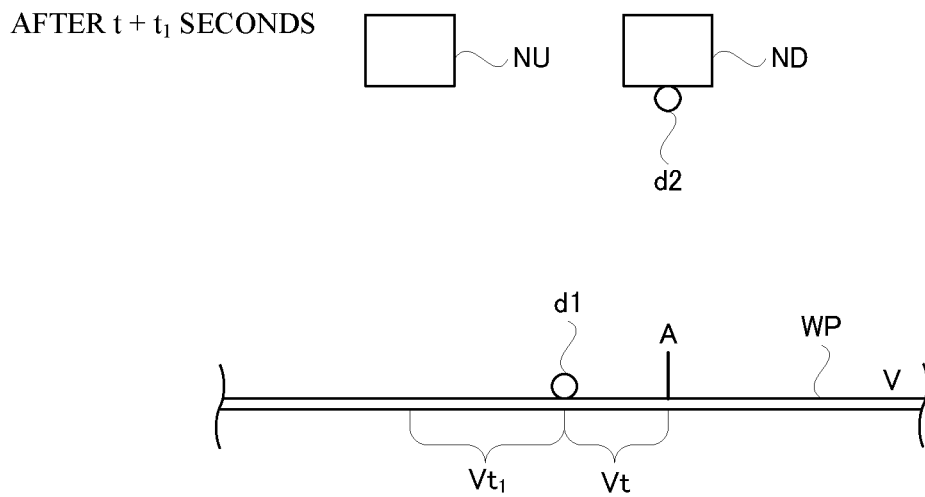 AFTER t + t₁ SECONDS
NU
ND
d2
d1
A
WP
V
Vt₁
Vt